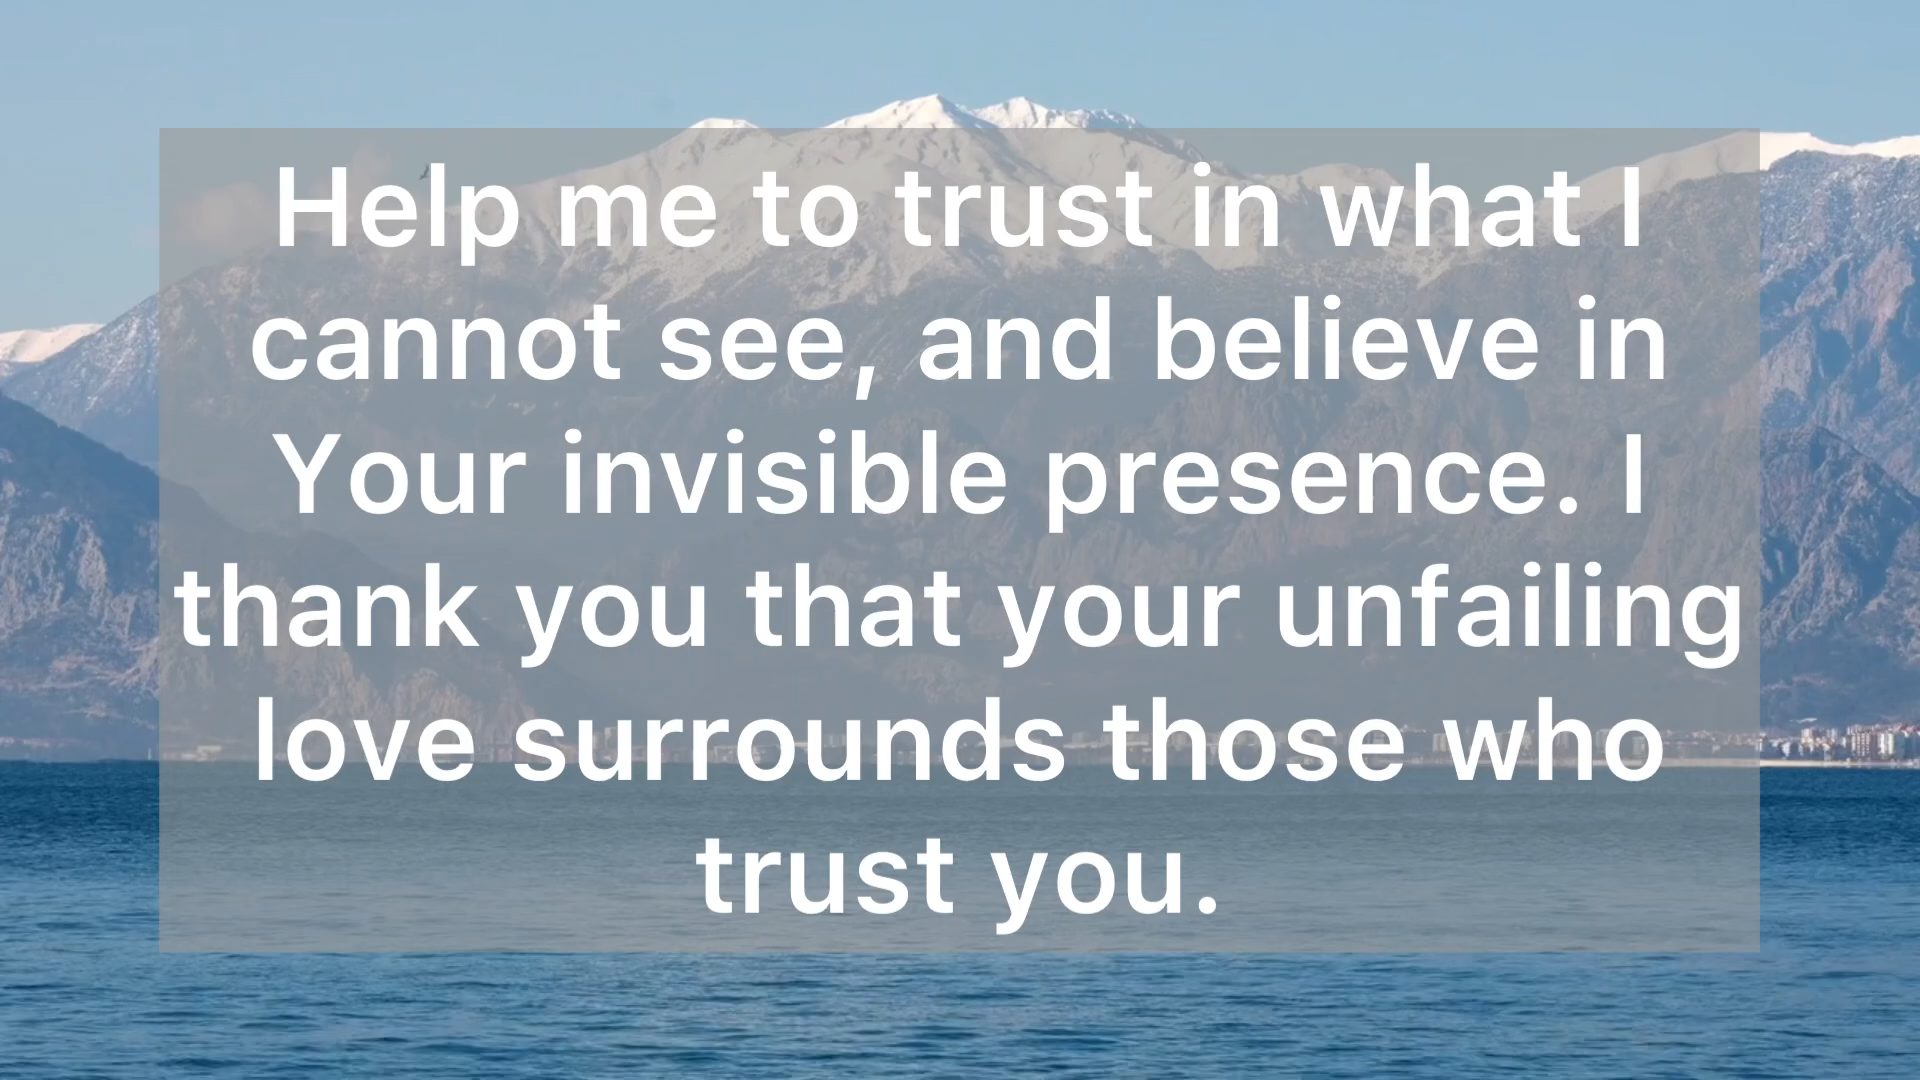 Help me to trust in what I
cannot see, and believe in
Your invisible presence. I
thank you that your unfailing
love surrounds those who
trust you.